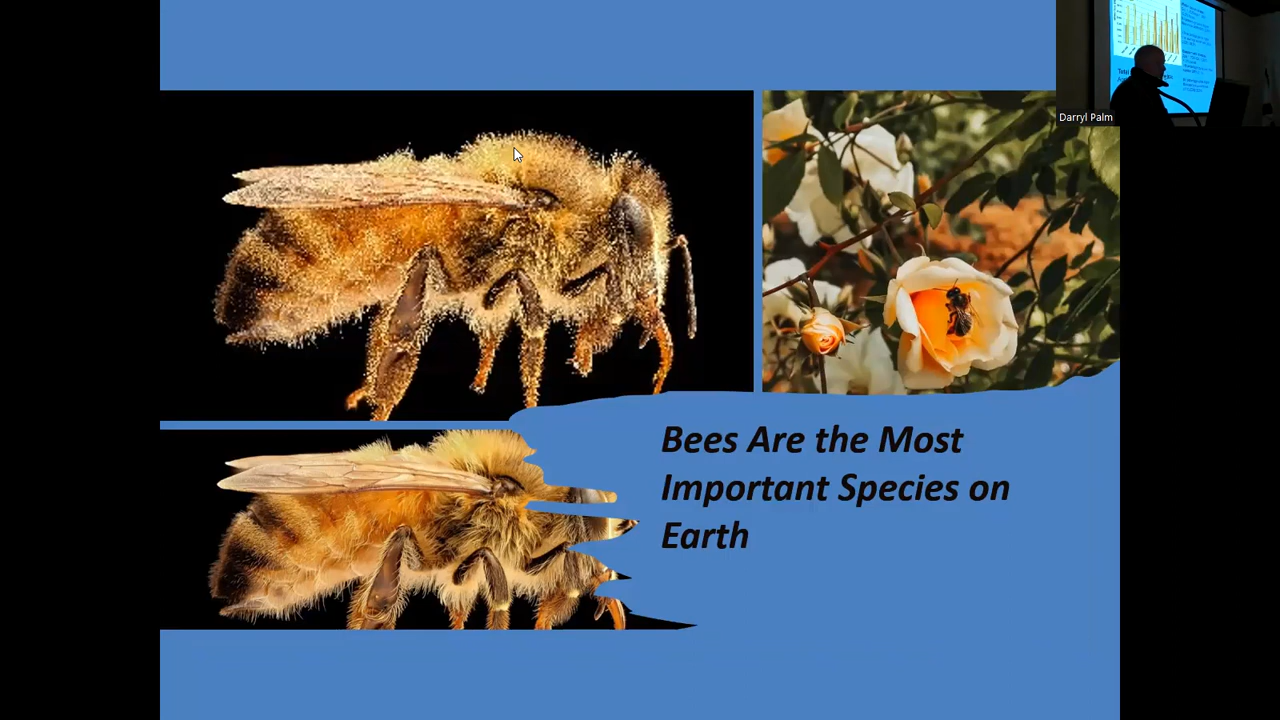 Darryl Palm
Bees Are the Most
Important Species on
Earth